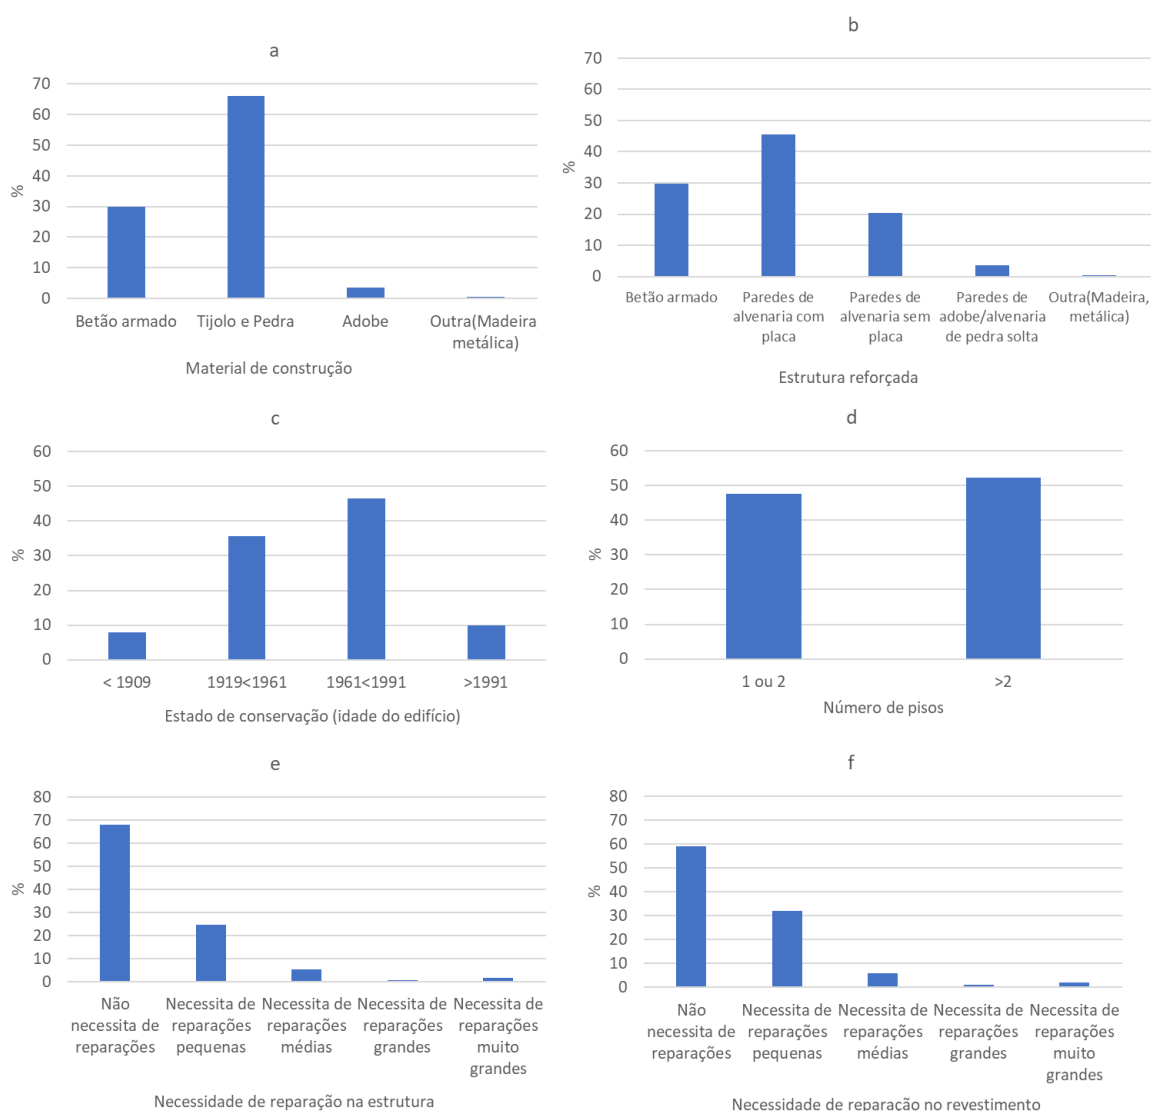 a
70
60
50
40
30
20
10
0
%
Betão armado
Tijolo e Pedra
Adobe
Outra(Madeira
metálica)
Material de construção
b
70
60
50
40
30
20
10
0
%
Betão armado
Paredes de
alvenaria com
placa
Paredes de
alvenaria sem
placa
Paredes de
adobe/alvenaria
de pedra solta
Outra(Madeira,
metálica)
Estrutura reforçada
c
60
50
40
30
20
10
0
%
< 1909
1919<1961
1961<1991
>1991
Estado de conservação (idade do edifício)
d
60
50
40
30
20
10
0
%
1 ou 2
>2
Número de pisos
e
80
70
60
50
40
30
20
10
0
%
Não
necessita de
reparações
Necessita de
reparações
pequenas
Necessita de
reparações
médias
Necessita de
reparações
grandes
Necessita de
reparações
muito
grandes
Necessidade de reparação na estrutura
f
80
70
60
50
40
30
20
10
0
%
Não
necessita de
reparações
Necessita de
reparações
pequenas
Necessita de
reparações
médias
Necessita de
reparações
grandes
Necessita de
reparações
muito
grandes
Necessidade de reparação no revestimento